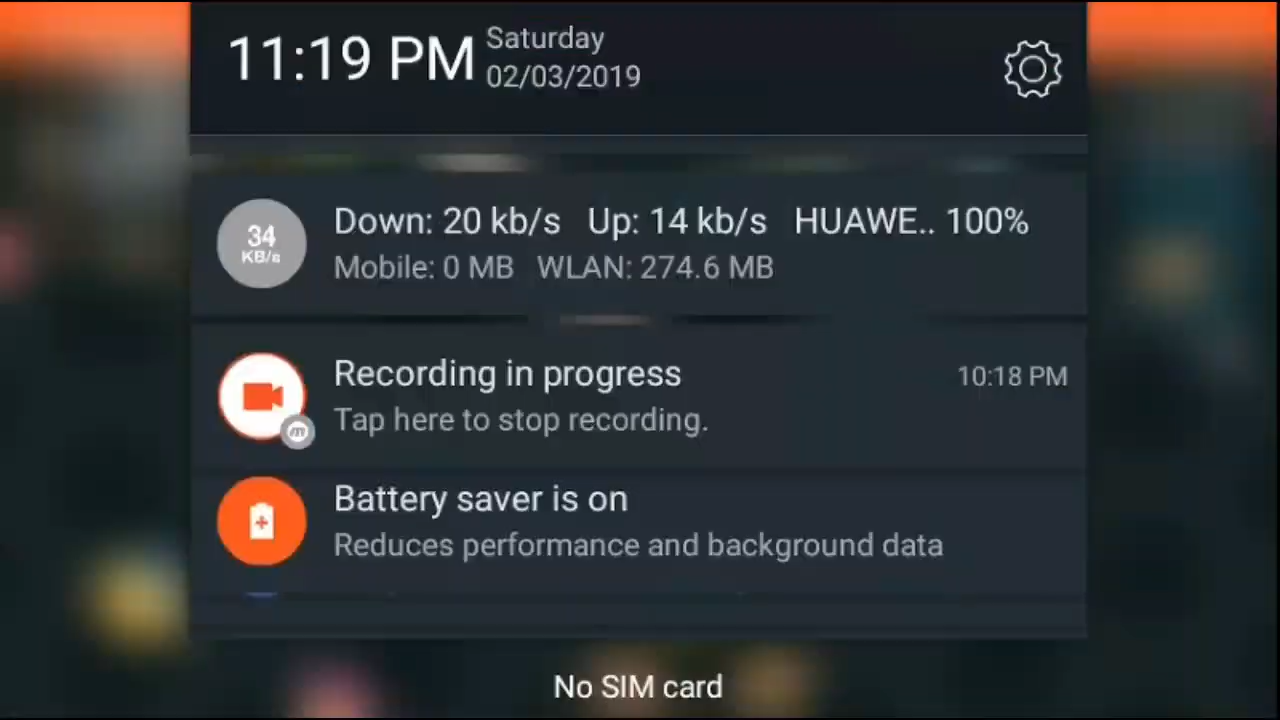 11:19 PM
Saturday
02/03/2019
34
KB/s
Down: 20 kb/s Up: 14 kb/s HUAWE.. 100%
Mobile: 0 MB WLAN: 274.6 MB
Recording in progress
10:18 PM
Tap here to stop recording.
m
Battery saver is on
Reduces performance and background data
No SIM card